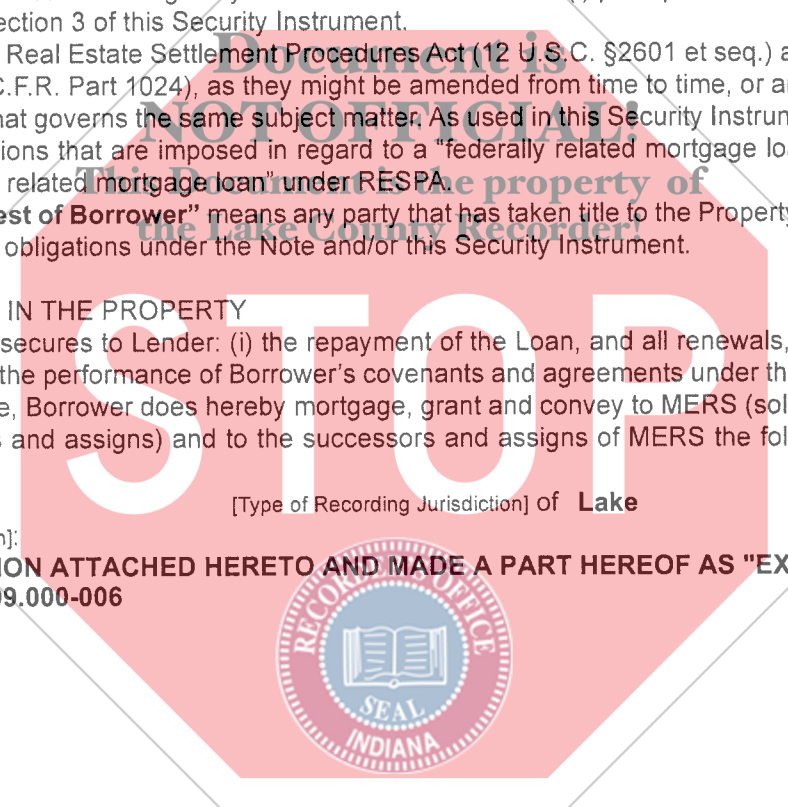 ection 3 of this Security Instrument.
Real Estate Settlement Procedures Act (12 U.S.C. §2601 et seq.) a
C.F.R. Part 1024), as they might be amended from time to time, or a
hat governs the same subject matter. As used in this Security Instrun
tions that are imposed in regard to a "federally related mortgage loa
related mortgage loan" under RESPA.
est of Borrower" means any party that has taken title to the Property
obligations under the Note and/or this Security Instrument.
Document is
NOT OFFICIAL!
This Document is the property of
the Lake County Recorder!
IN THE PROPERTY
secures to Lender: (i) the repayment of the Loan, and all renewals,
the performance of Borrower's covenants and agreements under th
e, Borrower does hereby mortgage, grant and convey to MERS (sol
s and assigns) and to the successors and assigns of MERS the fol
STOP
[Type of Recording Jurisdiction] of Lake
n]:
ION ATTACHED HERETO AND MADE A PART HEREOF AS "EX
09.000-006
RECORDER'S OFFICE
SEAL
INDIANA